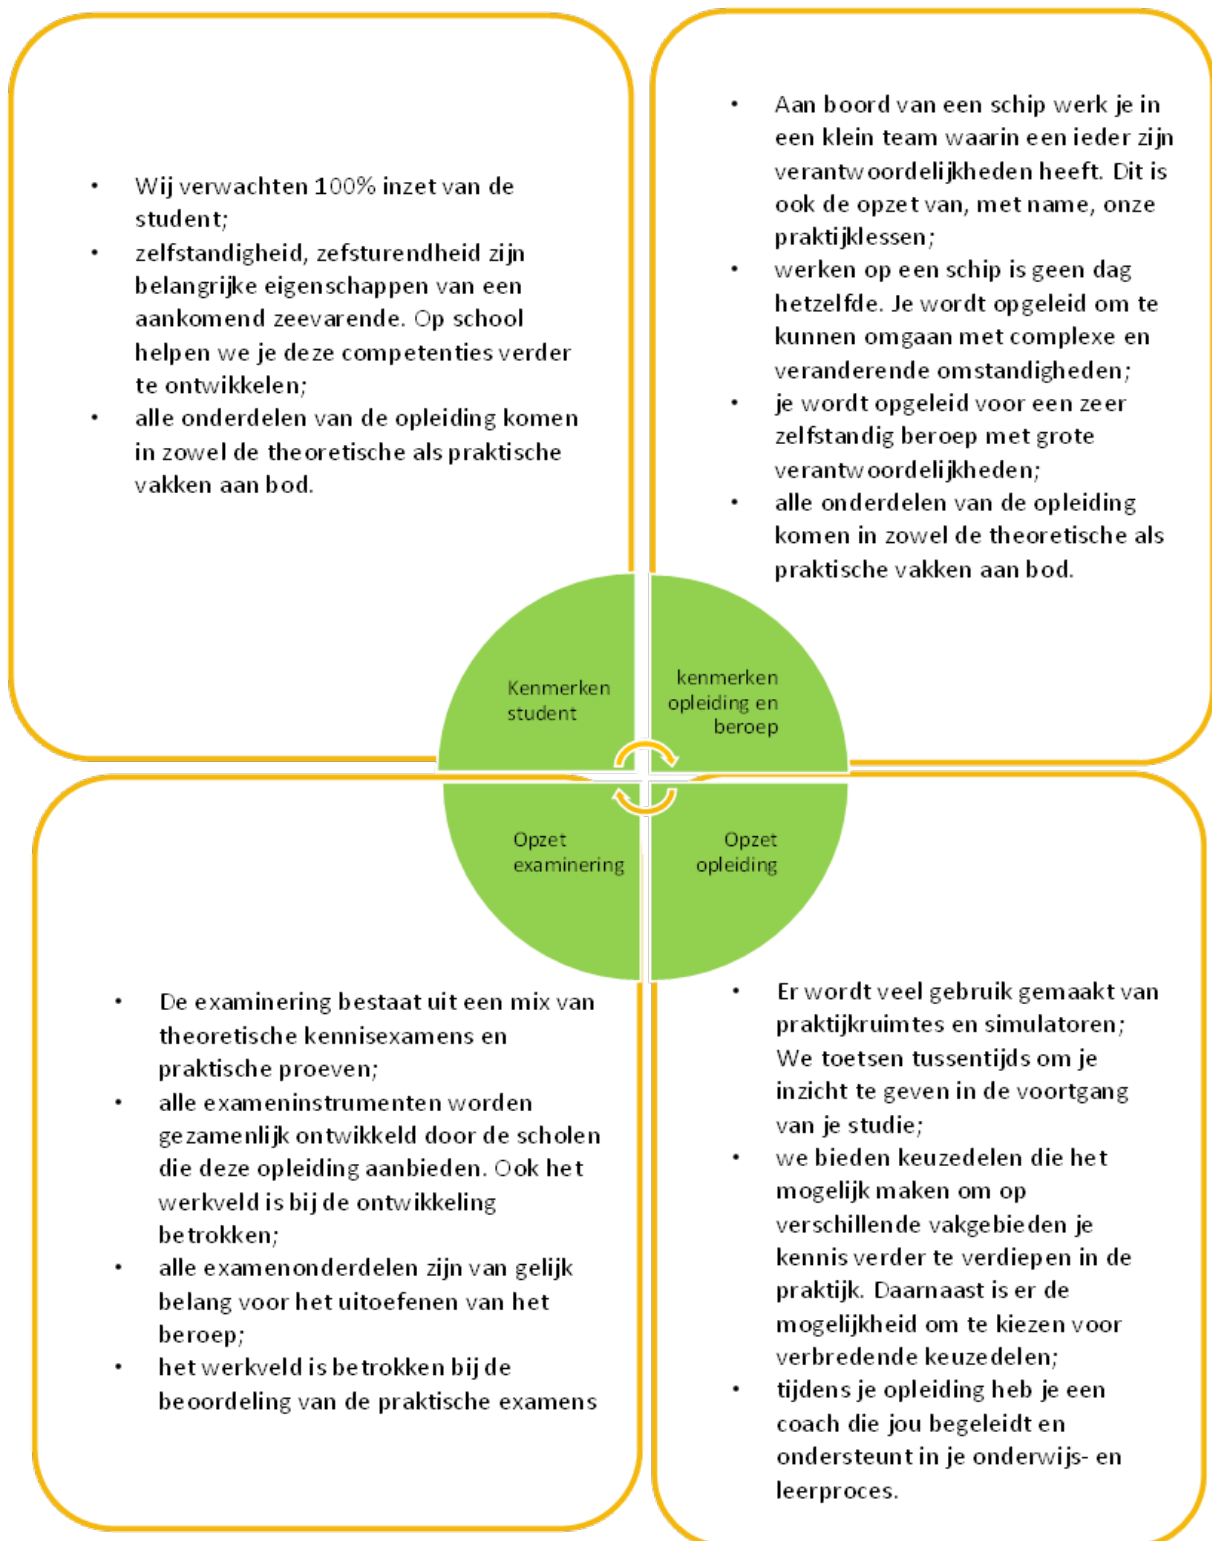 • Wij verwachten 100% inzet van de
student;
• zelfstandigheid, zefsturendheid zijn
belangrijke eigenschappen van een
aankomend zeevarende. Op school
helpen we je deze competenties verder
te ontwikkelen;
• alle onderdelen van de opleiding komen
in zowel de theoretische als praktische
vakken aan bod.
• Aan boord van een schip werk je in
een klein team waarin een ieder zijn
verantwoordelijkheden heeft. Dit is
ook de opzet van, met name, onze
praktijklessen;
• werken op een schip is geen dag
hetzelfde. Je wordt opgeleid om te
kunnen omgaan met complexe en
veranderende omstandigheden;
• je wordt opgeleid voor een zeer
zelfstandig beroep met grote
verantwoordelijkheden;
• alle onderdelen van de opleiding
komen in zowel de theoretische als
praktische vakken aan bod.
Kenmerken
student
kenmerken
opleiding en
beroep
Opzet
examinering
Opzet
opleiding
• De examinering bestaat uit een mix van
theoretische kennisexamens en
praktische proeven;
• alle exameninstrumenten worden
gezamenlijk ontwikkeld door de scholen
die deze opleiding aanbieden. Ook het
werkveld is bij de ontwikkeling
betrokken;
• alle examenonderdelen zijn van gelijk
belang voor het uitoefenen van het
beroep;
• het werkveld is betrokken bij de
beoordeling van de praktische examens
• Er wordt veel gebruik gemaakt van
praktijkruimtes en simulatoren;
We toetsen tussentijds om je
inzicht te geven in de voortgang
van je studie;
• we bieden keuzedelen die het
mogelijk maken om op
verschillende vakgebieden je
kennis verder te verdiepen in de
praktijk. Daarnaast is er de
mogelijkheid om te kiezen voor
verbredende keuzedelen;
• tijdens je opleiding heb je een
coach die jou begeleidt en
ondersteunt in je onderwijs- en
leerproces.